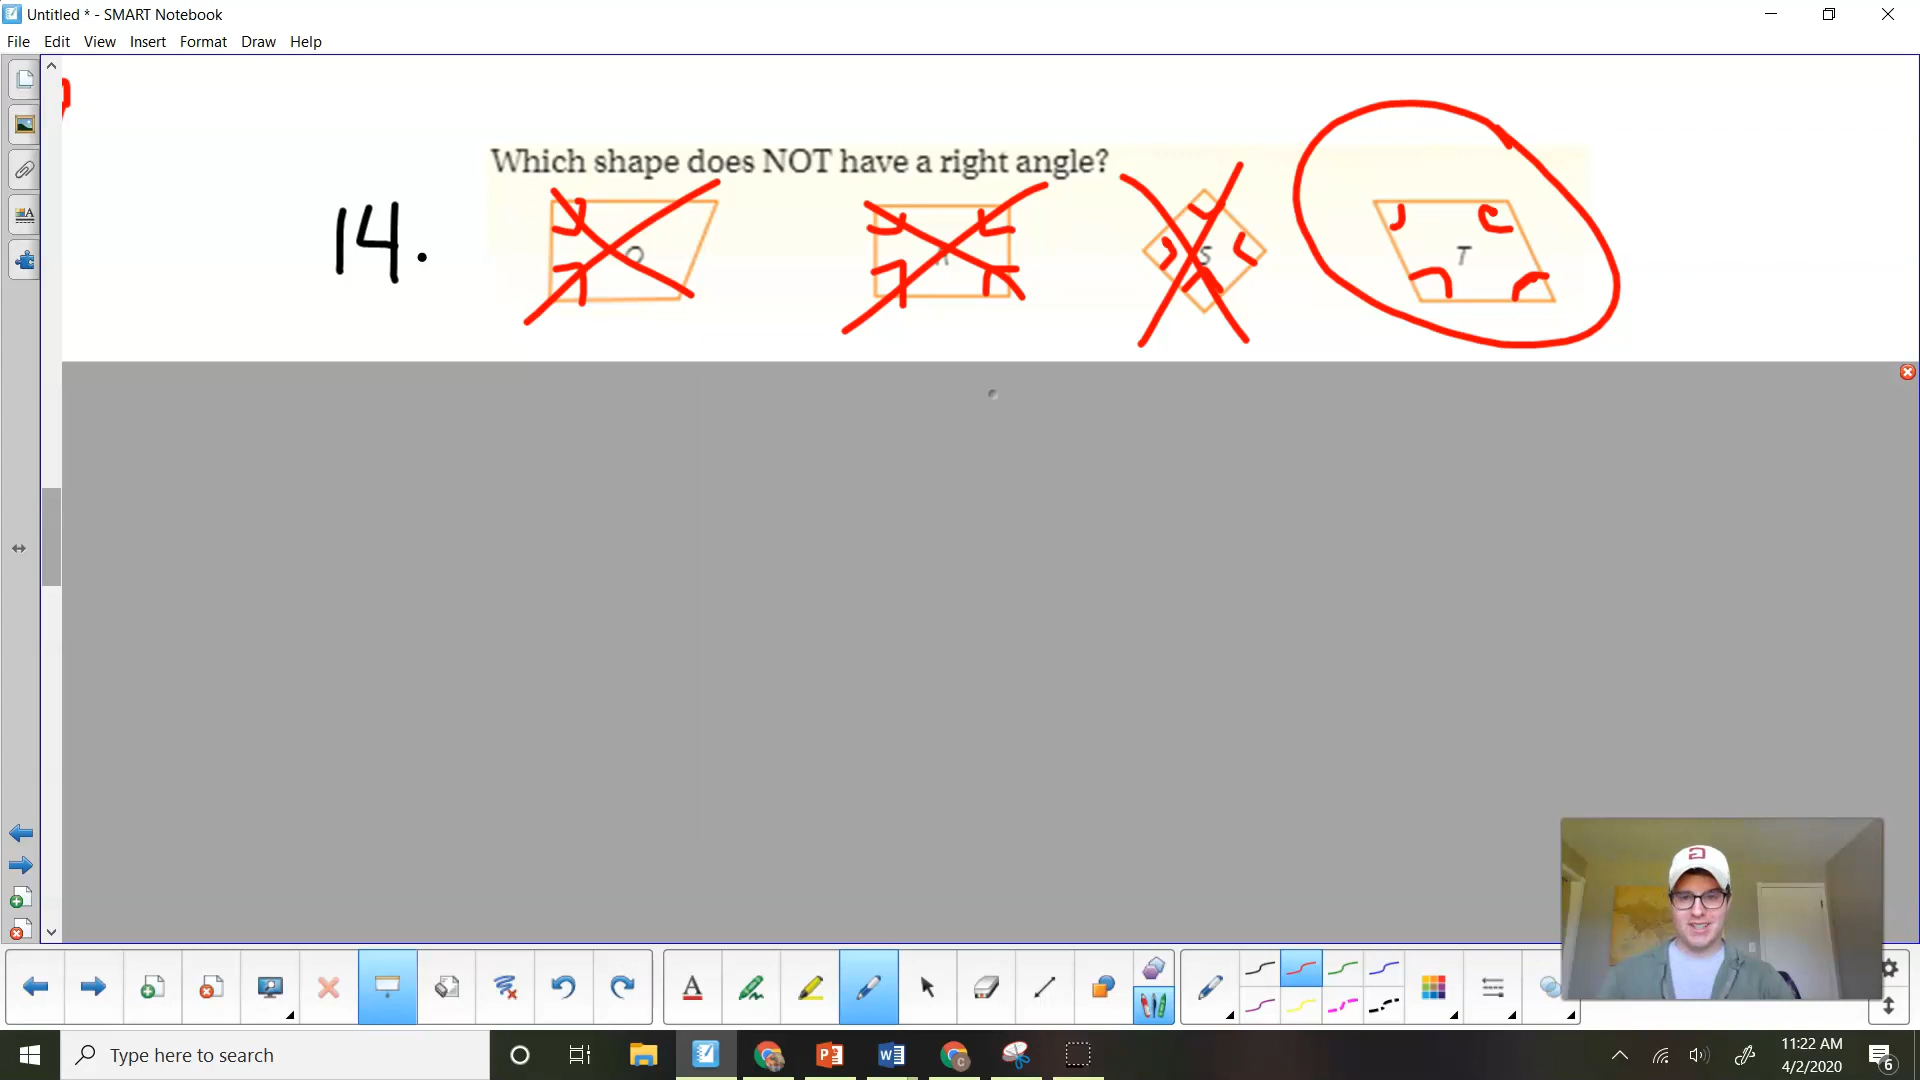 Untitled * - SMART Notebook
File Edit View Insert Format Draw Help
Which shape does NOT have a right angle?
14.
Q S T
A
Type here to search
11:22 AM
4/2/2020
6